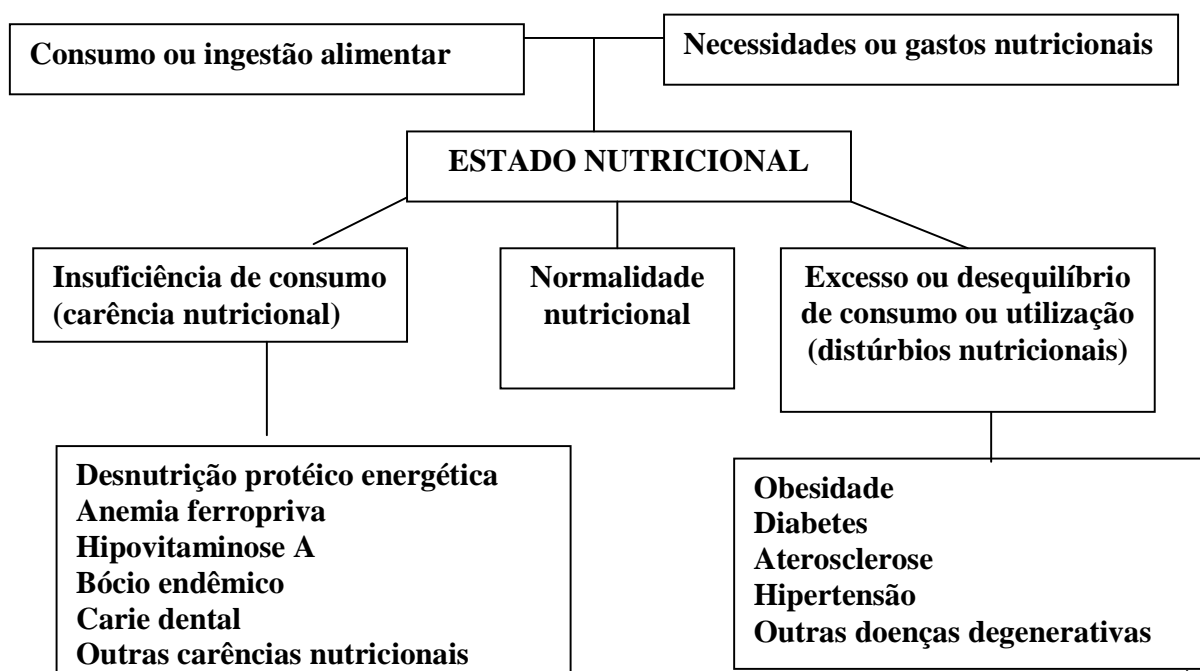 Consumo ou ingestão alimentar
Necessidades ou gastos nutricionais
ESTADO NUTRICIONAL
Insuficiência de consumo
(carência nutricional)
Normalidade
nutricional
Excesso ou desequilíbrio
de consumo ou utilização
(distúrbios nutricionais)
Desnutrição protéico energética
Anemia ferropriva
Hipovitaminose A
Bócio endêmico
Carie dental
Outras carências nutricionais
Obesidade
Diabetes
Aterosclerose
Hipertensão
Outras doenças degenerativas